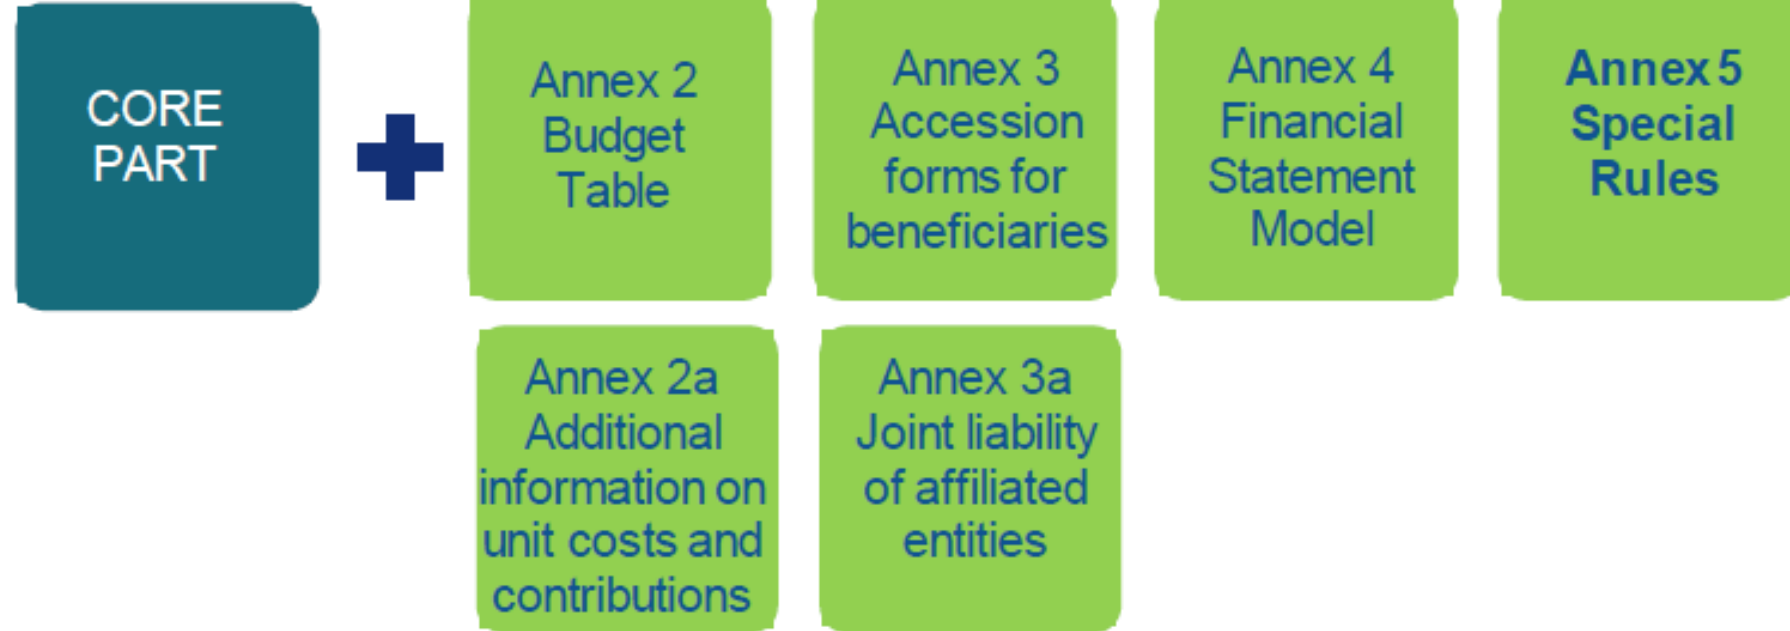 CORE
PART
Annex 2
Budget
Table
Annex 3
Accession
forms for
beneficiaries
Annex 4
Financial
Statement
Model
Annex 5
Special
Rules
Annex 2a
Additional
information on
unit costs and
contributions
Annex 3a
Joint liability
of affiliated
entities